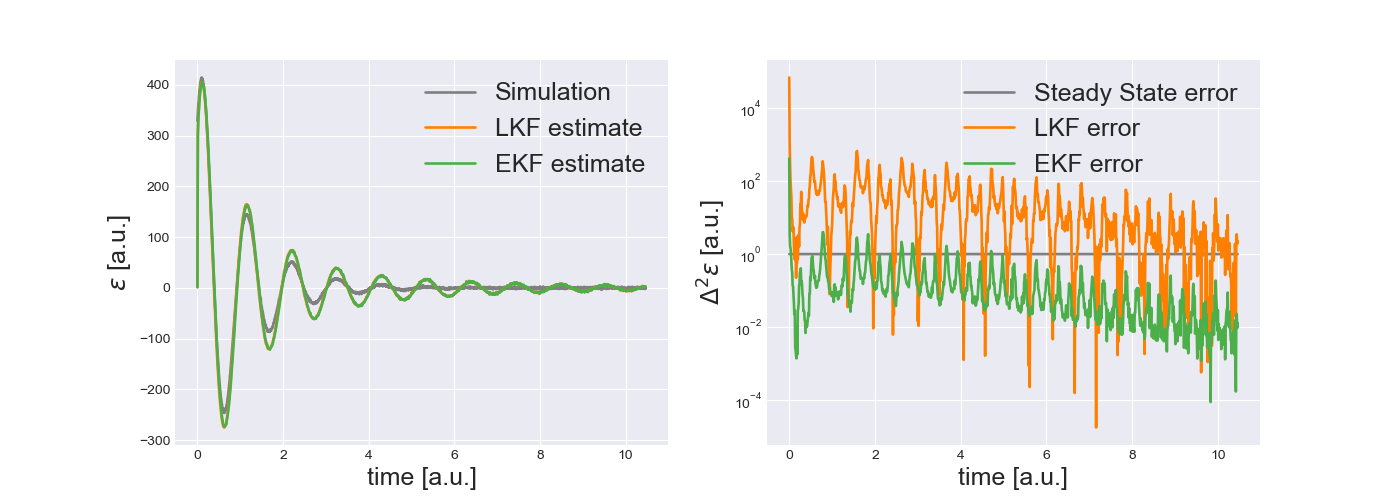 400
300
200
100
0
−100
−200
−300
ε [a.u.]
0 2 4 6 8 10
time [a.u.]
Simulation
LKF estimate
EKF estimate
10⁴
10²
10⁰
10⁻²
10⁻⁴
Δ²ε [a.u.]
0 2 4 6 8 10
time [a.u.]
Steady State error
LKF error
EKF error